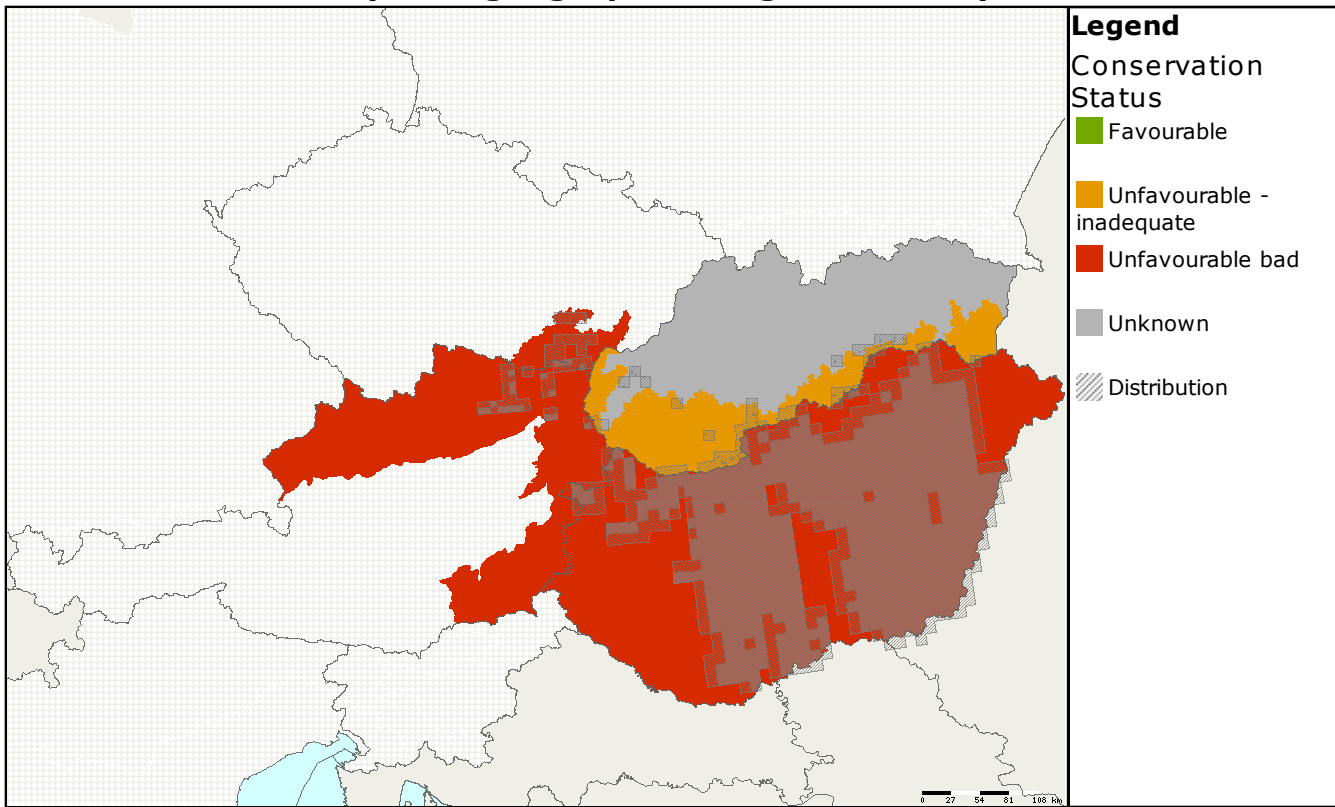 Legend
Conservation
Status
Favourable
Unfavourable -
inadequate
Unfavourable bad
Unknown
Distribution
0 27 54 81 108 km